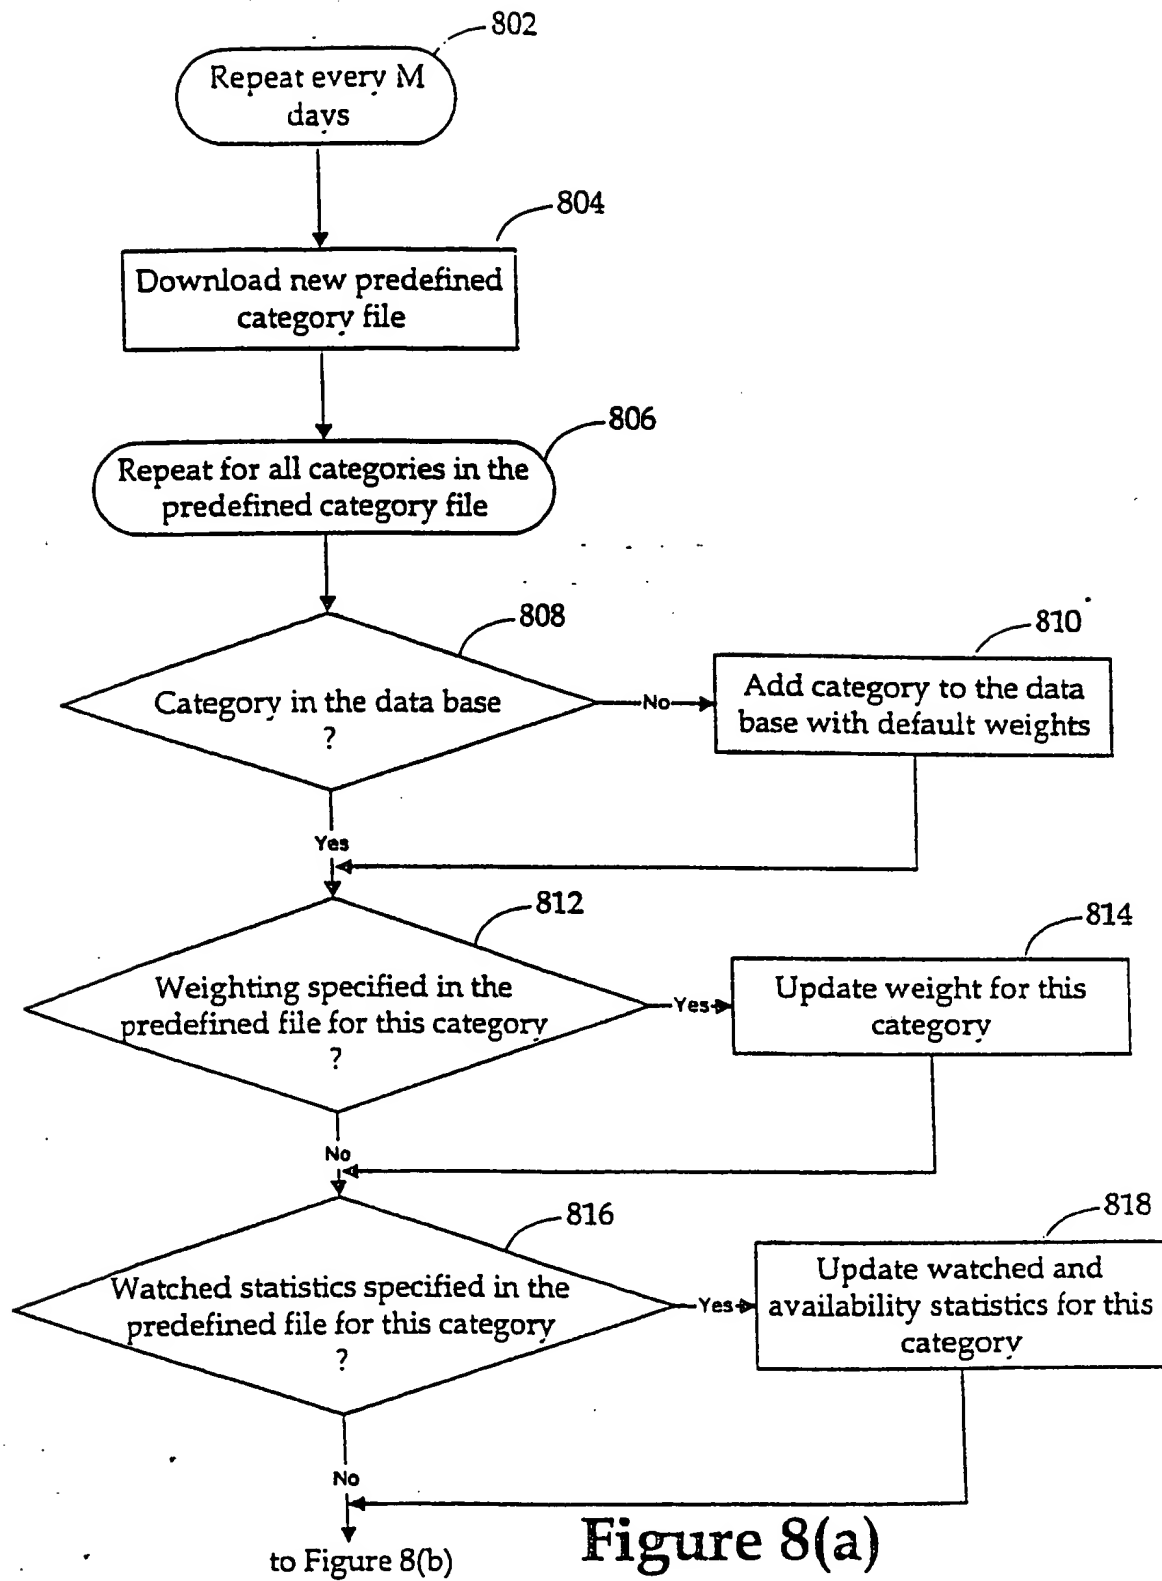 802
Repeat every M
days
804
Download new predefined
category file
806
Repeat for all categories in the
predefined category file
808
Category in the data base
?
No
810
Add category to the data
base with default weights
Yes
812
Weighting specified in the
predefined file for this category
?
Yes
814
Update weight for this
category
No
816
Watched statistics specified in the
predefined file for this category
?
Yes
818
Update watched and
availability statistics for this
category
No
to Figure 8(b)
Figure 8(a)